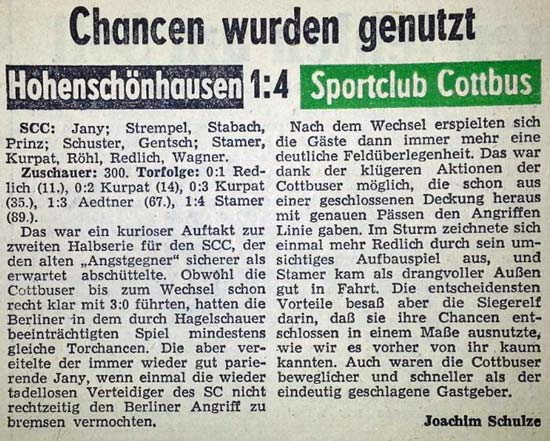 Chancen wurden genutzt
Hohenschönhausen 1:4 Sportclub Cottbus
SCC: Jany; Strempel, Stabach,
Prinz; Schuster, Gentsch; Stamer,
Kurpat, Röhl, Redlich, Wagner.
Zuschauer: 300. Torfolge: 0:1 Red-
lich (11.), 0:2 Kurpat (14), 0:3 Kurpat
(35.), 1:3 Aedtner (67.), 1:4 Stamer
(89.).
Das war ein kurioser Auftakt zur
zweiten Halbserie für den SCC, der
den alten „Angstgegner" sicherer als
erwartet abschüttelte. Obwohl die
Cottbuser bis zum Wechsel schon
recht klar mit 3:0 führten, hatten die
Berliner in dem durch Hagelschauer
beeinträchtigten Spiel mindestens
gleiche Torchancen. Die aber ver-
eitelte der immer wieder gut parie-
rende Jany, wenn einmal die wieder
tadellosen Verteidiger des SC nicht
rechtzeitig den Berliner Angriff zu
bremsen vermochten.
Nach dem Wechsel erspielten sich
die Gäste dann immer mehr eine
deutliche Feldüberlegenheit. Das war
dank der klügeren Aktionen der
Cottbuser möglich, die schon aus
einer geschlossenen Deckung heraus
mit genauen Pässen den Angriffen
Linie gaben. Im Sturm zeichnete sich
einmal mehr Redlich durch sein um-
sichtiges Aufbauspiel aus, und
Stamer kam als drangvoller Außen
gut in Fahrt. Die entscheidensten
Vorteile besaß aber die Siegerelf
darin, daß sie ihre Chancen ent-
schlossen in einem Maße ausnutzte,
wie wir es vorher von ihr kaum
kannten. Auch waren die Cottbuser
beweglicher und schneller als der
eindeutig geschlagene Gastgeber.
Joachim Schulze